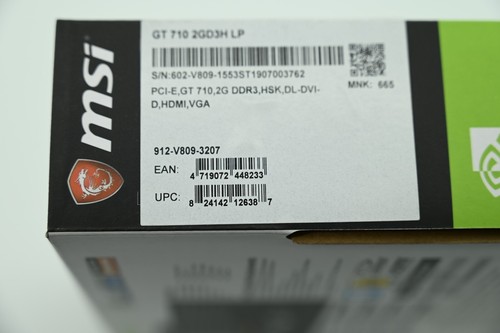 msi
GT 710 2GD3H LP
S/N:602-V809-1553ST1907003762
MNK: 665
PCI-E,GT 710,2G DDR3,HSK,DL-DVI-
D,HDMI,VGA
912-V809-3207
EAN: 4 719072 448233
UPC: 8 24142 12638 7